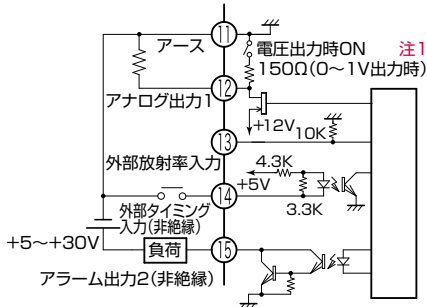 ⑪
アース
電圧出力時ON 注1
150Ω(0～1V出力時)
⑫
アナログ出力1
+12V
10K
⑬
外部放射率入力
4.3K
+5V
⑭
3.3K
外部タイミング
入力(非絶縁)
+5～+30V
負荷
⑮
アラーム出力2(非絶縁)